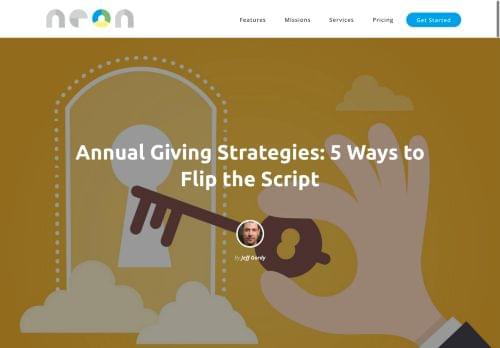 neon
Features Missions Services Pricing Get Started
Annual Giving Strategies: 5 Ways to
Flip the Script
By Jeff Gordy